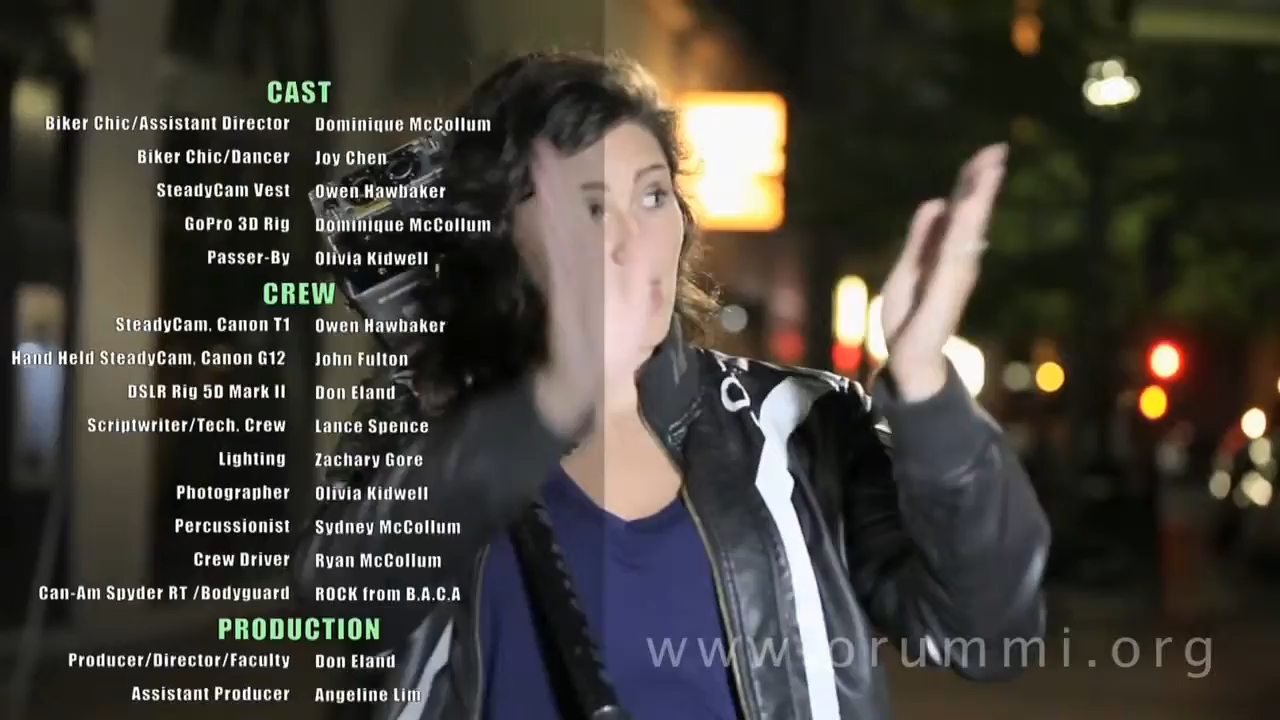 CAST
Biker Chic/Assistant Director Dominique McCollum
Biker Chic/Dancer Joy Chen
SteadyCam Vest Owen Hawbaker
GoPro 3D Rig Dominique McCollum
Passer-By Olivia Kidwell
CREW
SteadyCam, Canon T1 Owen Hawbaker
Hand Held SteadyCam, Canon G12 John Fulton
DSLR Rig 5D Mark II Don Eland
Scriptwriter/Tech. Crew Lance Spence
Lighting Zachary Gore
Photographer Olivia Kidwell
Percussionist Sydney McCollum
Crew Driver Ryan McCollum
Can-Am Spyder RT /Bodyguard ROCK from B.A.C.A
PRODUCTION
Producer/Director/Faculty Don Eland
Assistant Producer Angeline Lim
www.orummi.org